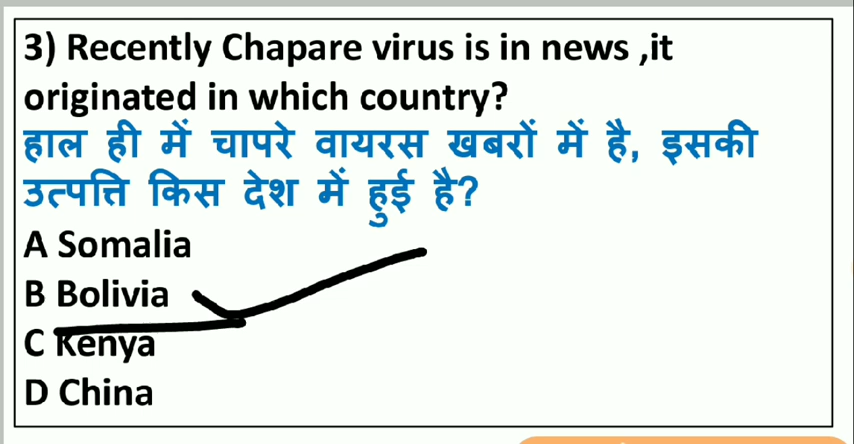 3) Recently Chapare virus is in news ,it
originated in which country?
हाल ही में चापरे वायरस खबरों में है, इसकी
उत्पत्ति किस देश में हुई है?
A Somalia
B Bolivia
C Kenya
D China